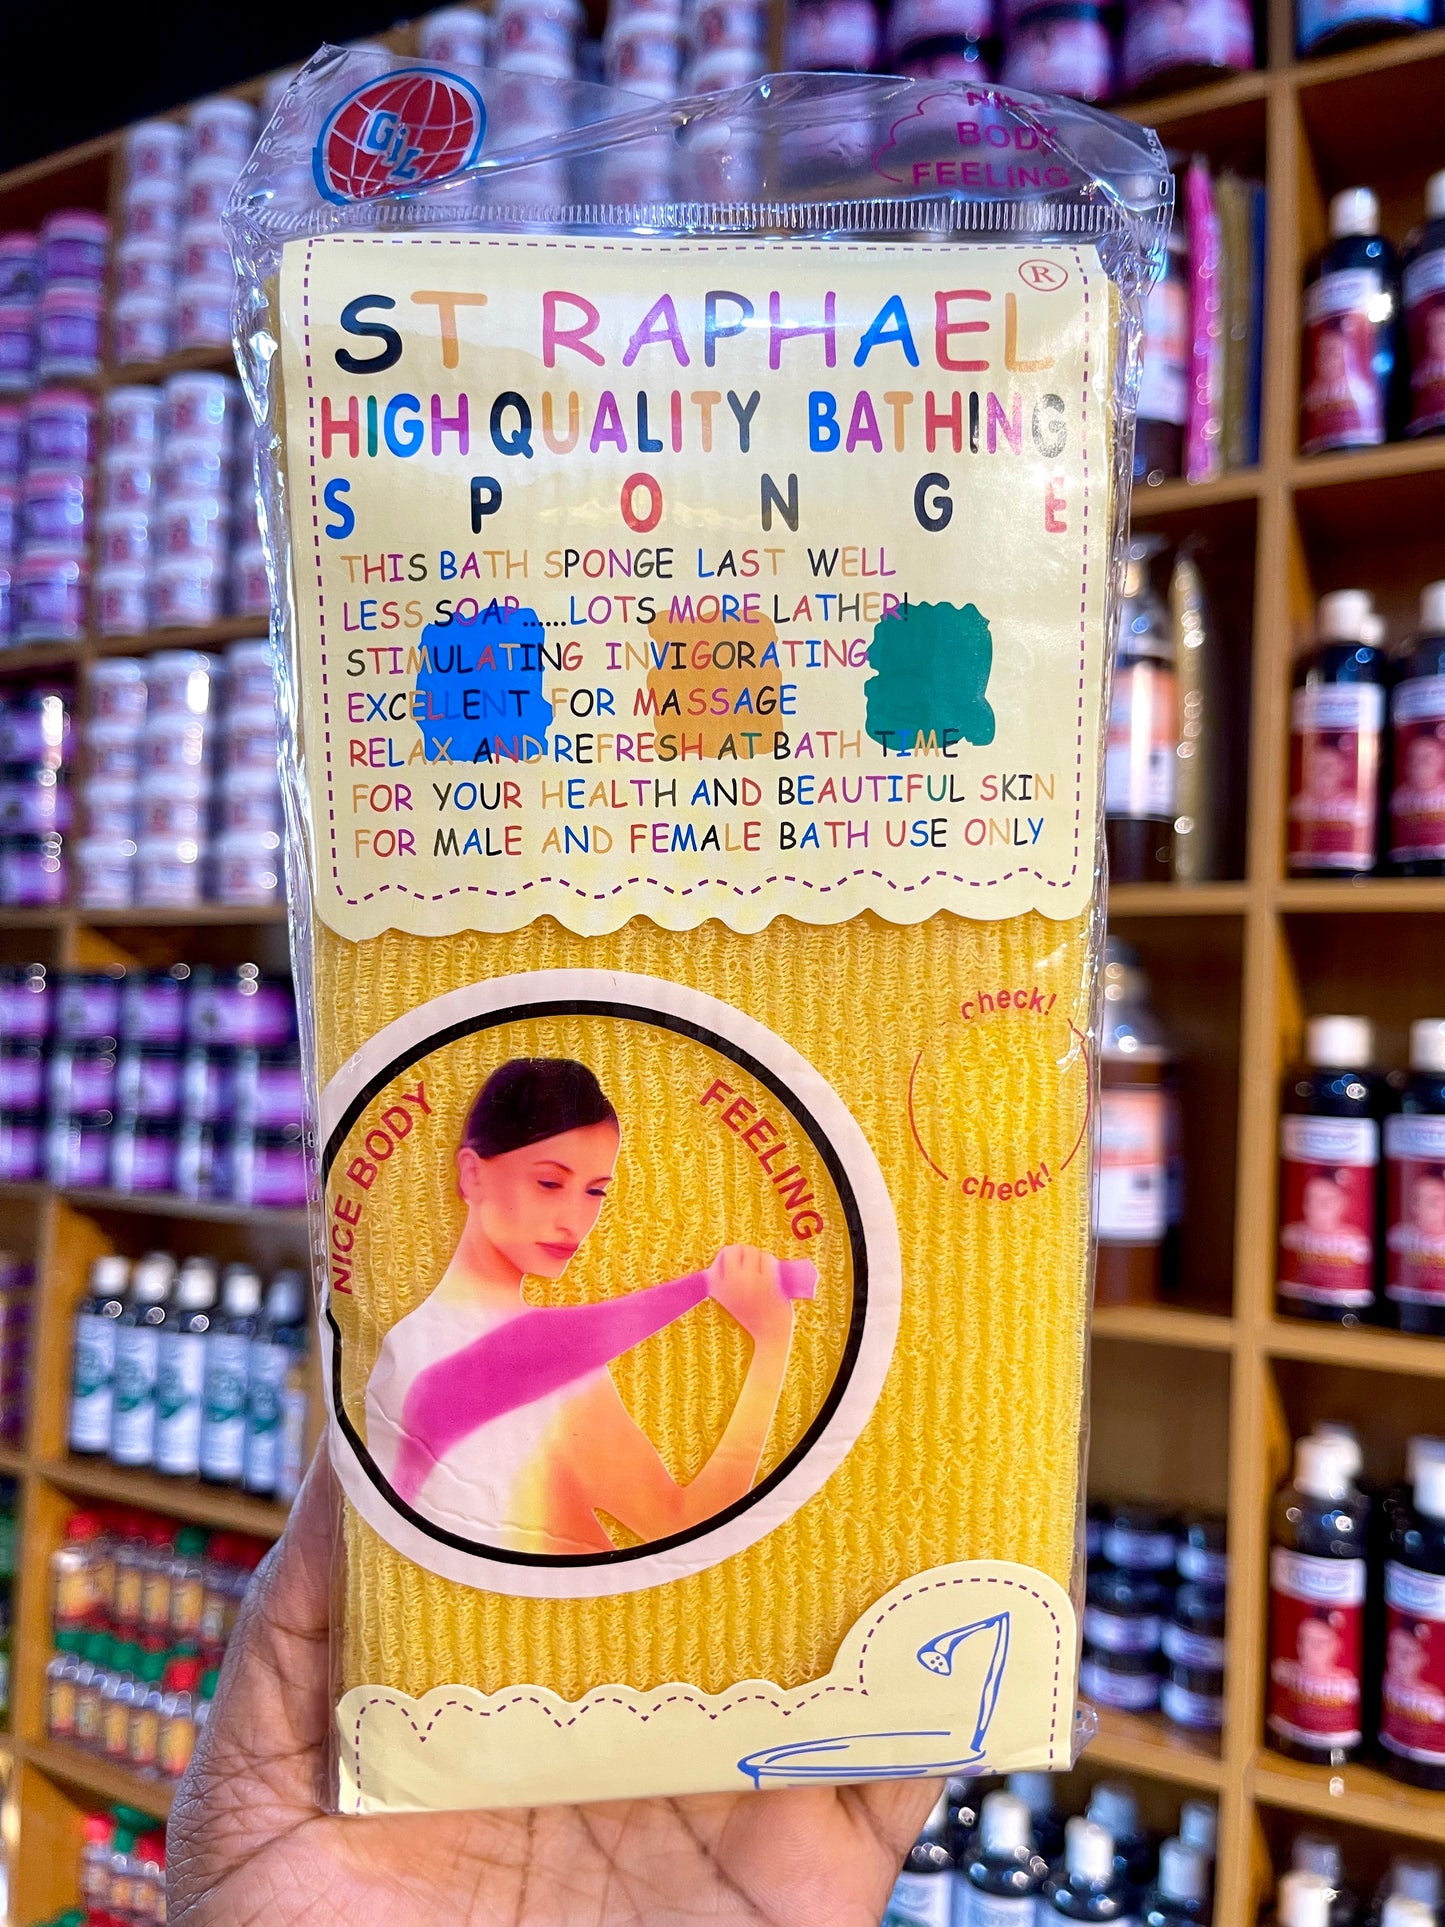 GiL
BODY
FEELING
ST RAPHAEL ®
HIGH QUALITY BATHING
SPONGE
THIS BATH SPONGE LAST WELL
LESS SOAP......LOTS MORE LATHER!
STIMULATING INVIGORATING
EXCELLENT FOR MASSAGE
RELAX AND REFRESH AT BATH TIME
FOR YOUR HEALTH AND BEAUTIFUL SKIN
FOR MALE AND FEMALE BATH USE ONLY
check!
check!
NICE BODY
FEELING